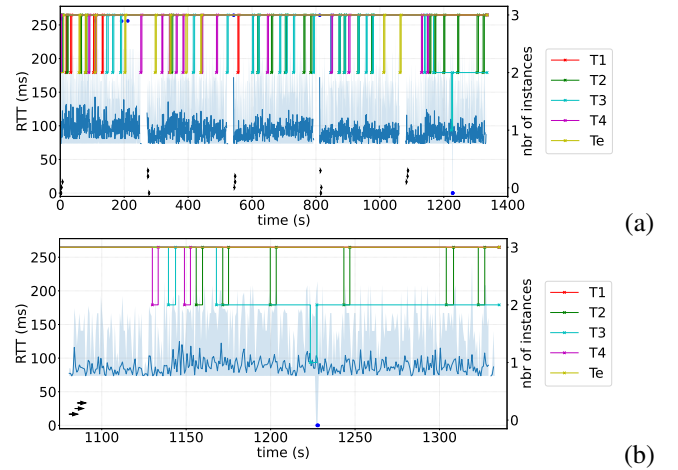 250
200
150
100
50
0
RTT (ms)
3
2
1
0
nbr of instances
0 200 400 600 800 1000 1200 1400
time (s)
T1
T2
T3
T4
Te
(a)
250
200
150
100
50
0
RTT (ms)
3
2
1
0
nbr of instances
1100 1150 1200 1250 1300
time (s)
T1
T2
T3
T4
Te
(b)